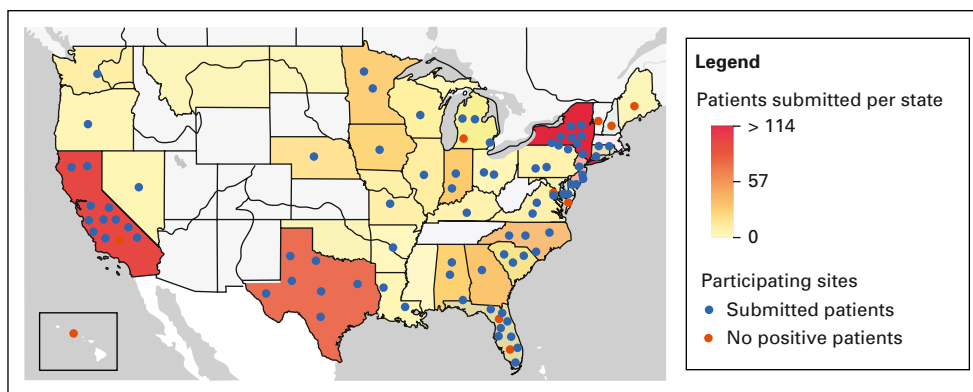 Legend
Patients submitted per state
> 114
57
0
Participating sites
Submitted patients
No positive patients